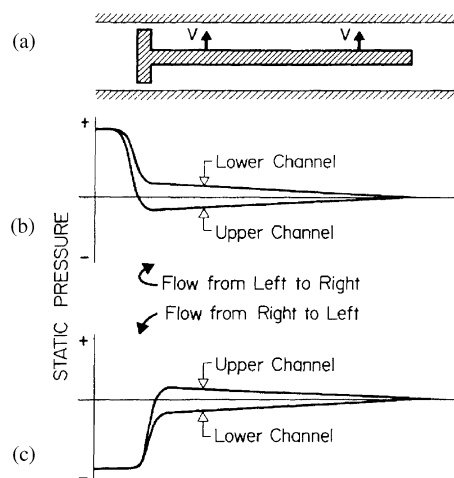 (a)
V
V
+
Lower Channel
(b)
Upper Channel
-
STATIC PRESSURE
Flow from Left to Right
Flow from Right to Left
+
Upper Channel
Lower Channel
(c)
-